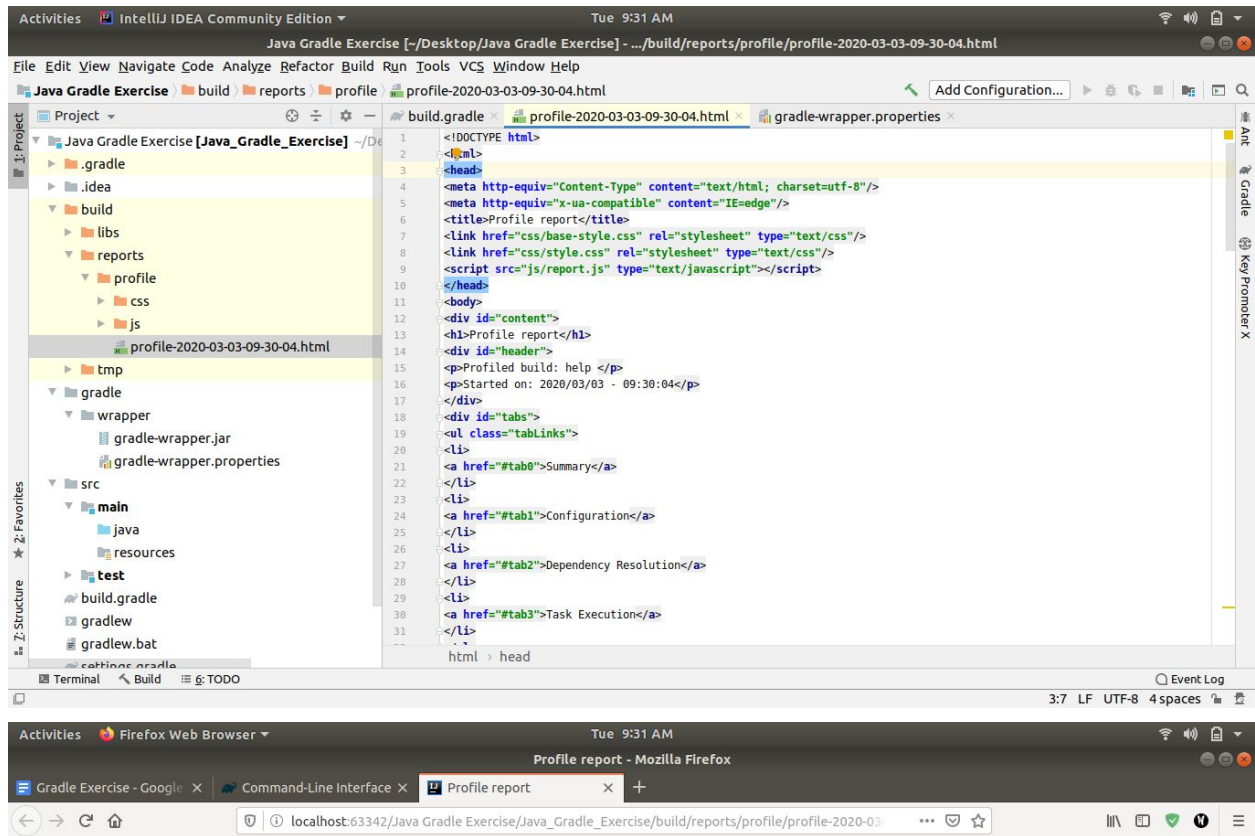 Activities IntelliJ IDEA Community Edition ▾ Tue 9:31 AM
Java Gradle Exercise [~/Desktop/Java Gradle Exercise] - .../build/reports/profile/profile-2020-03-03-09-30-04.html
File Edit View Navigate Code Analyze Refactor Build Run Tools VCS Window Help
Java Gradle Exercise build reports profile profile-2020-03-03-09-30-04.html Add Configuration...
Project
build.gradle profile-2020-03-03-09-30-04.html gradle-wrapper.properties
1: Project
2: Favorites
7: Structure
Java Gradle Exercise [Java_Gradle_Exercise] ~/De
.gradle
.idea
build
libs
reports
profile
css
js
profile-2020-03-03-09-30-04.html
tmp
gradle
wrapper
gradle-wrapper.jar
gradle-wrapper.properties
src
main
java
resources
test
build.gradle
gradlew
gradlew.bat
settings.gradle
1 <!DOCTYPE html>
2
3 <head>
4 <meta http-equiv="Content-Type" content="text/html; charset=utf-8"/>
5 <meta http-equiv="x-ua-compatible" content="IE=edge"/>
6 <title>Profile report</title>
7 <link href="css/base-style.css" rel="stylesheet" type="text/css"/>
8 <link href="css/style.css" rel="stylesheet" type="text/css"/>
9 <script src="js/report.js" type="text/javascript"></script>
10 </head>
11 <body>
12 <div id="content">
13 <h1>Profile report</h1>
14 <div id="header">
15 <p>Profiled build: help </p>
16 <p>Started on: 2020/03/03 - 09:30:04</p>
17 </div>
18 <div id="tabs">
19 <ul class="tabLinks">
20 <li>
21 <a href="#tab0">Summary</a>
22 </li>
23 <li>
24 <a href="#tab1">Configuration</a>
25 </li>
26 <li>
27 <a href="#tab2">Dependency Resolution</a>
28 </li>
29 <li>
30 <a href="#tab3">Task Execution</a>
31 </li>
html › head
Ant
Gradle
Key Promoter X
Terminal Build 6: TODO Event Log
3:7 LF UTF-8 4 spaces
Activities Firefox Web Browser ▾ Tue 9:31 AM
Profile report - Mozilla Firefox
Gradle Exercise - Google Command-Line Interface Profile report
localhost:63342/Java Gradle Exercise/Java_Gradle_Exercise/build/reports/profile/profile-2020-03